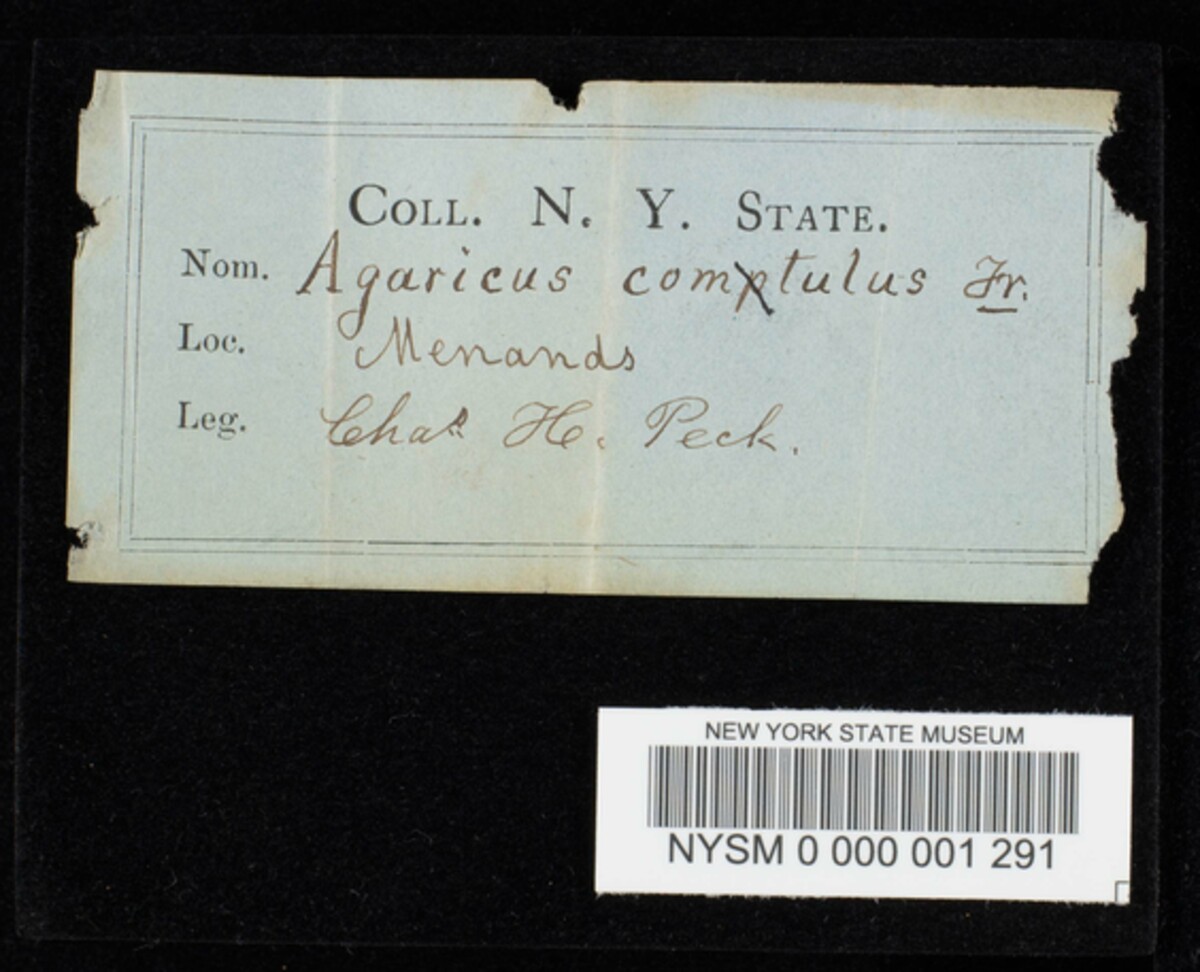 COLL. N. Y. STATE.
Nom. Agaricus comptulus Fr.
Loc. Menands
Leg. Chas. H. Peck.
NEW YORK STATE MUSEUM
NYSM 0 000 001 291